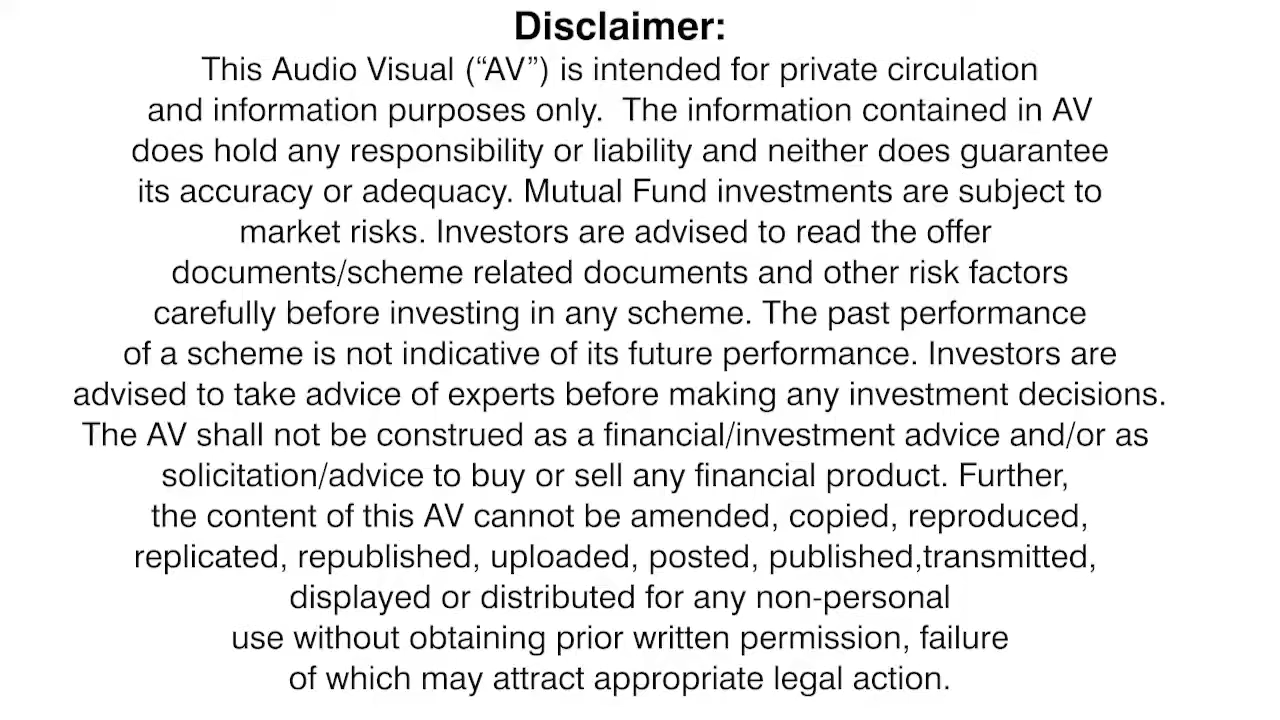 Disclaimer:
This Audio Visual (“AV”) is intended for private circulation
and information purposes only.  The information contained in AV
does hold any responsibility or liability and neither does guarantee
its accuracy or adequacy. Mutual Fund investments are subject to
market risks. Investors are advised to read the offer
documents/scheme related documents and other risk factors
carefully before investing in any scheme. The past performance
of a scheme is not indicative of its future performance. Investors are
advised to take advice of experts before making any investment decisions.
The AV shall not be construed as a financial/investment advice and/or as
solicitation/advice to buy or sell any financial product. Further,
the content of this AV cannot be amended, copied, reproduced,
replicated, republished, uploaded, posted, published,transmitted,
displayed or distributed for any non-personal
use without obtaining prior written permission, failure
of which may attract appropriate legal action.